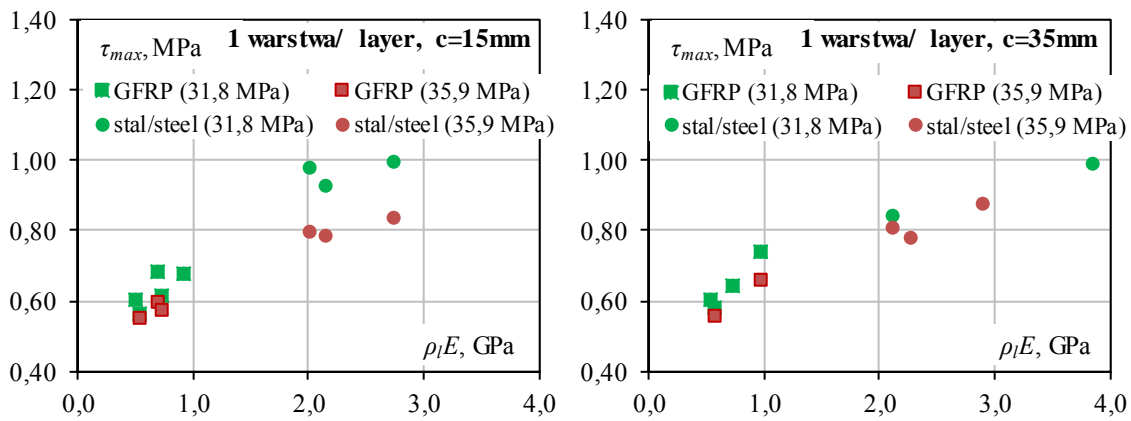 1,40
1,20
1,00
0,80
0,60
0,40
0,0
1,0
2,0
3,0
4,0
τmax, MPa
1 warstwa/ layer, c=15mm
GFRP (31,8 MPa)
GFRP (35,9 MPa)
stal/steel (31,8 MPa)
stal/steel (35,9 MPa)
ρlE, GPa
1,40
1,20
1,00
0,80
0,60
0,40
0,0
1,0
2,0
3,0
4,0
τmax, MPa
1 warstwa/ layer, c=35mm
GFRP (31,8 MPa)
GFRP (35,9 MPa)
stal/steel (31,8 MPa)
stal/steel (35,9 MPa)
ρlE, GPa